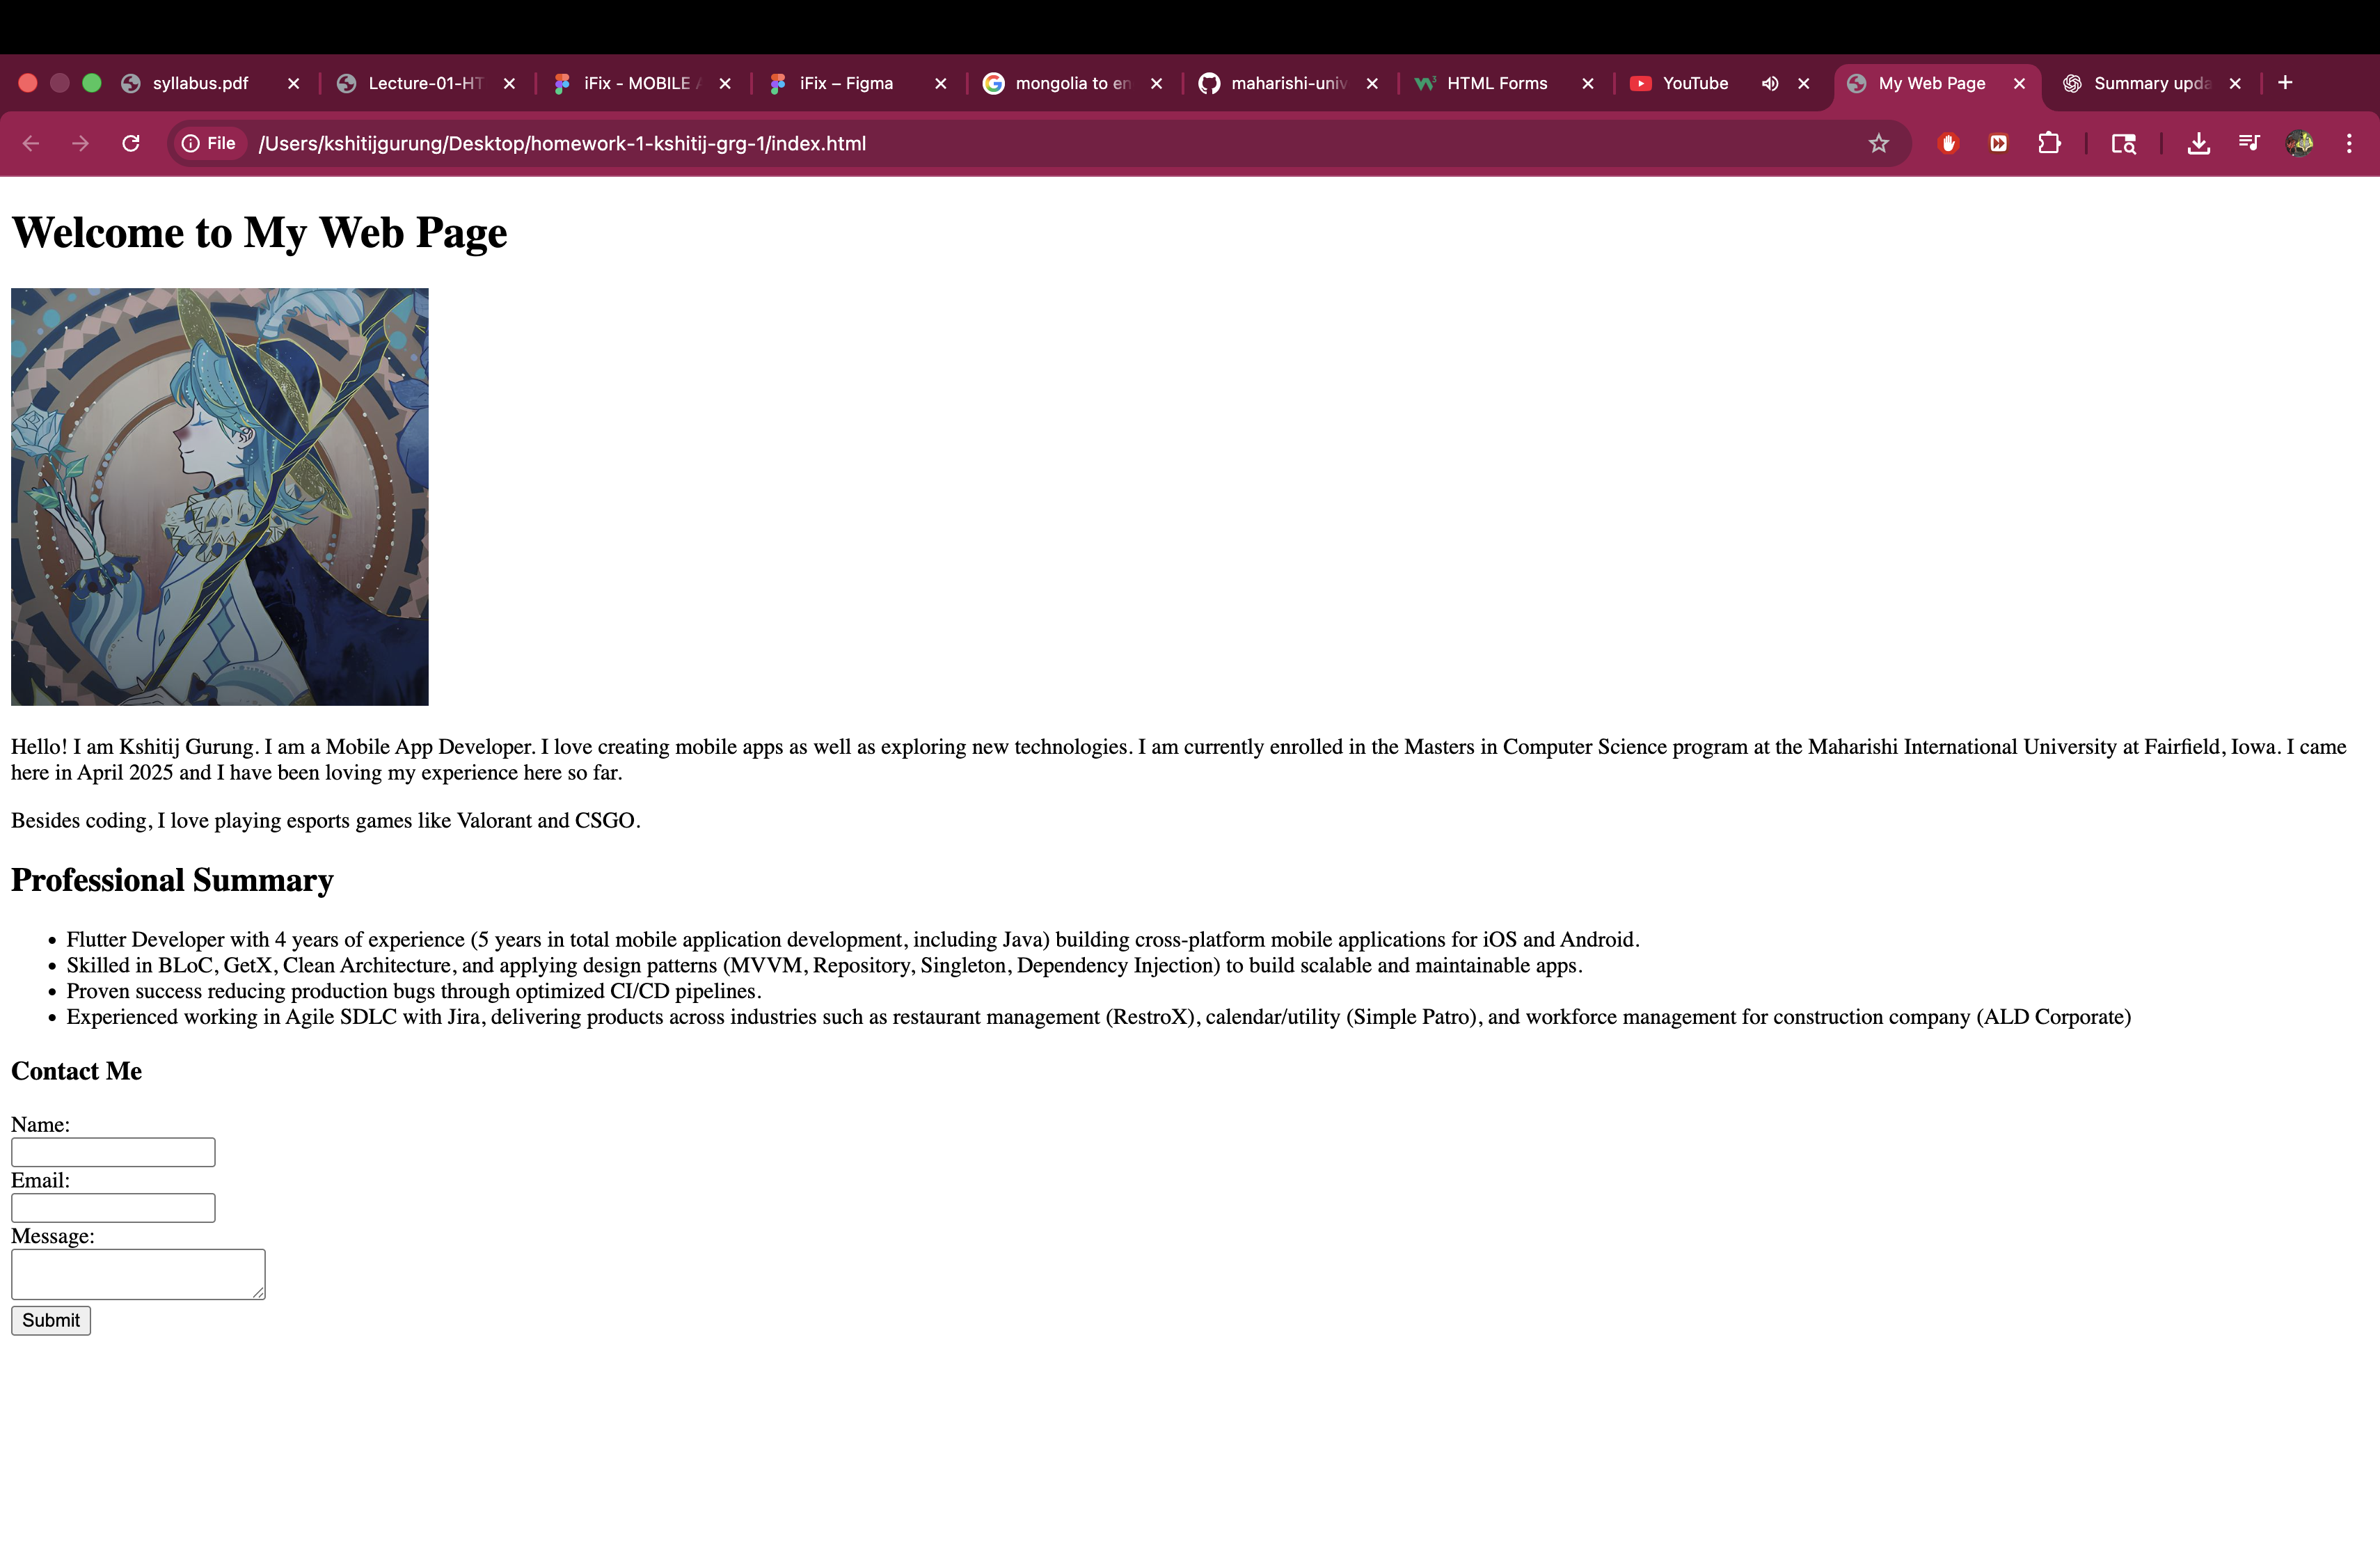 syllabus.pdf
Lecture-01-HT
iFix - MOBILE A
iFix – Figma
mongolia to en
maharishi-univ
HTML Forms
YouTube
My Web Page
Summary upda
File
/Users/kshitijgurung/Desktop/homework-1-kshitij-grg-1/index.html
Welcome to My Web Page
Hello! I am Kshitij Gurung. I am a Mobile App Developer. I love creating mobile apps as well as exploring new technologies. I am currently enrolled in the Masters in Computer Science program at the Maharishi International University at Fairfield, Iowa. I came
here in April 2025 and I have been loving my experience here so far.
Besides coding, I love playing esports games like Valorant and CSGO.
Professional Summary
• Flutter Developer with 4 years of experience (5 years in total mobile application development, including Java) building cross-platform mobile applications for iOS and Android.
• Skilled in BLoC, GetX, Clean Architecture, and applying design patterns (MVVM, Repository, Singleton, Dependency Injection) to build scalable and maintainable apps.
• Proven success reducing production bugs through optimized CI/CD pipelines.
• Experienced working in Agile SDLC with Jira, delivering products across industries such as restaurant management (RestroX), calendar/utility (Simple Patro), and workforce management for construction company (ALD Corporate)
Contact Me
Name:
Email:
Message:
Submit